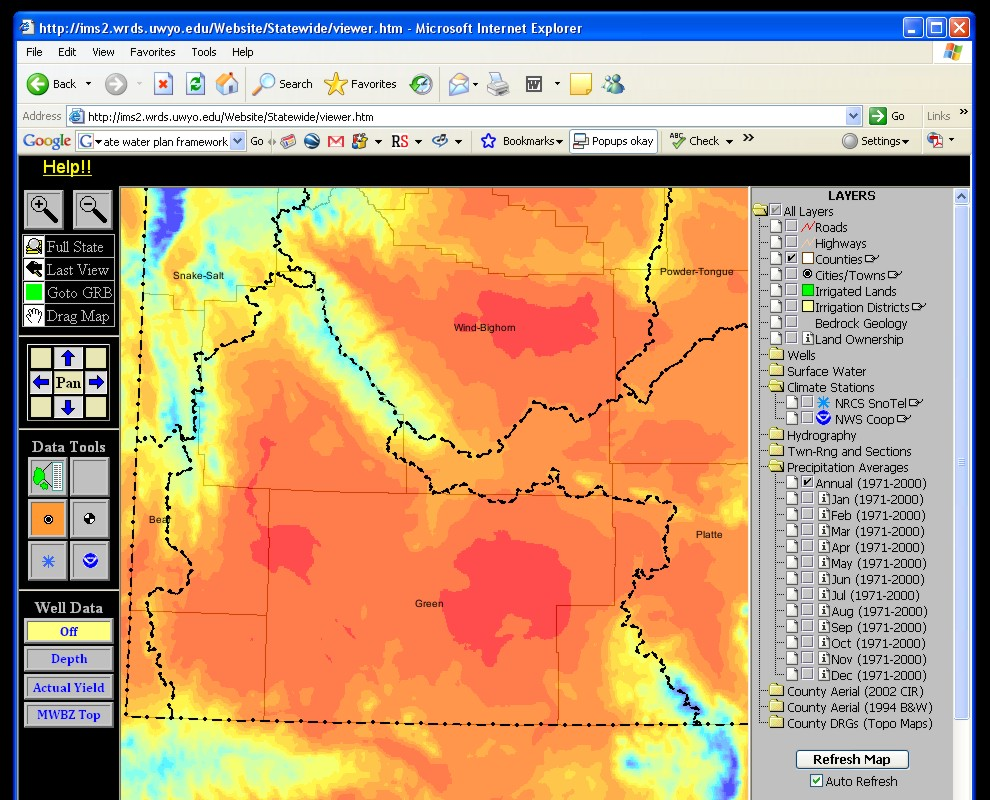 http://ims2.wrds.uwyo.edu/Website/Statewide/viewer.htm - Microsoft Internet Explorer
File Edit View Favorites Tools Help
Back Search Favorites W
Address http://ims2.wrds.uwyo.edu/Website/Statewide/viewer.htm Go Links »
Google G ate water plan framework Go RS Bookmarks Popups okay ABC Check » Settings
Help!!
Full State
Last View
Goto GRB
Drag Map
Pan
Data Tools
Well Data
Off
Depth
Actual Yield
MWBZ Top
Snake-Salt
Powder-Tongue
Wind-Bighorn
Bear
Platte
Green
LAYERS
All Layers
Roads
Highways
Counties
Cities/Towns
Irrigated Lands
Irrigation Districts
Bedrock Geology
Land Ownership
Wells
Surface Water
Climate Stations
NRCS SnoTel
NWS Coop
Hydrography
Twn-Rng and Sections
Precipitation Averages
Annual (1971-2000)
Jan (1971-2000)
Feb (1971-2000)
Mar (1971-2000)
Apr (1971-2000)
May (1971-2000)
Jun (1971-2000)
Jul (1971-2000)
Aug (1971-2000)
Sep (1971-2000)
Oct (1971-2000)
Nov (1971-2000)
Dec (1971-2000)
County Aerial (2002 CIR)
County Aerial (1994 B&W)
County DRGs (Topo Maps)
Refresh Map
Auto Refresh